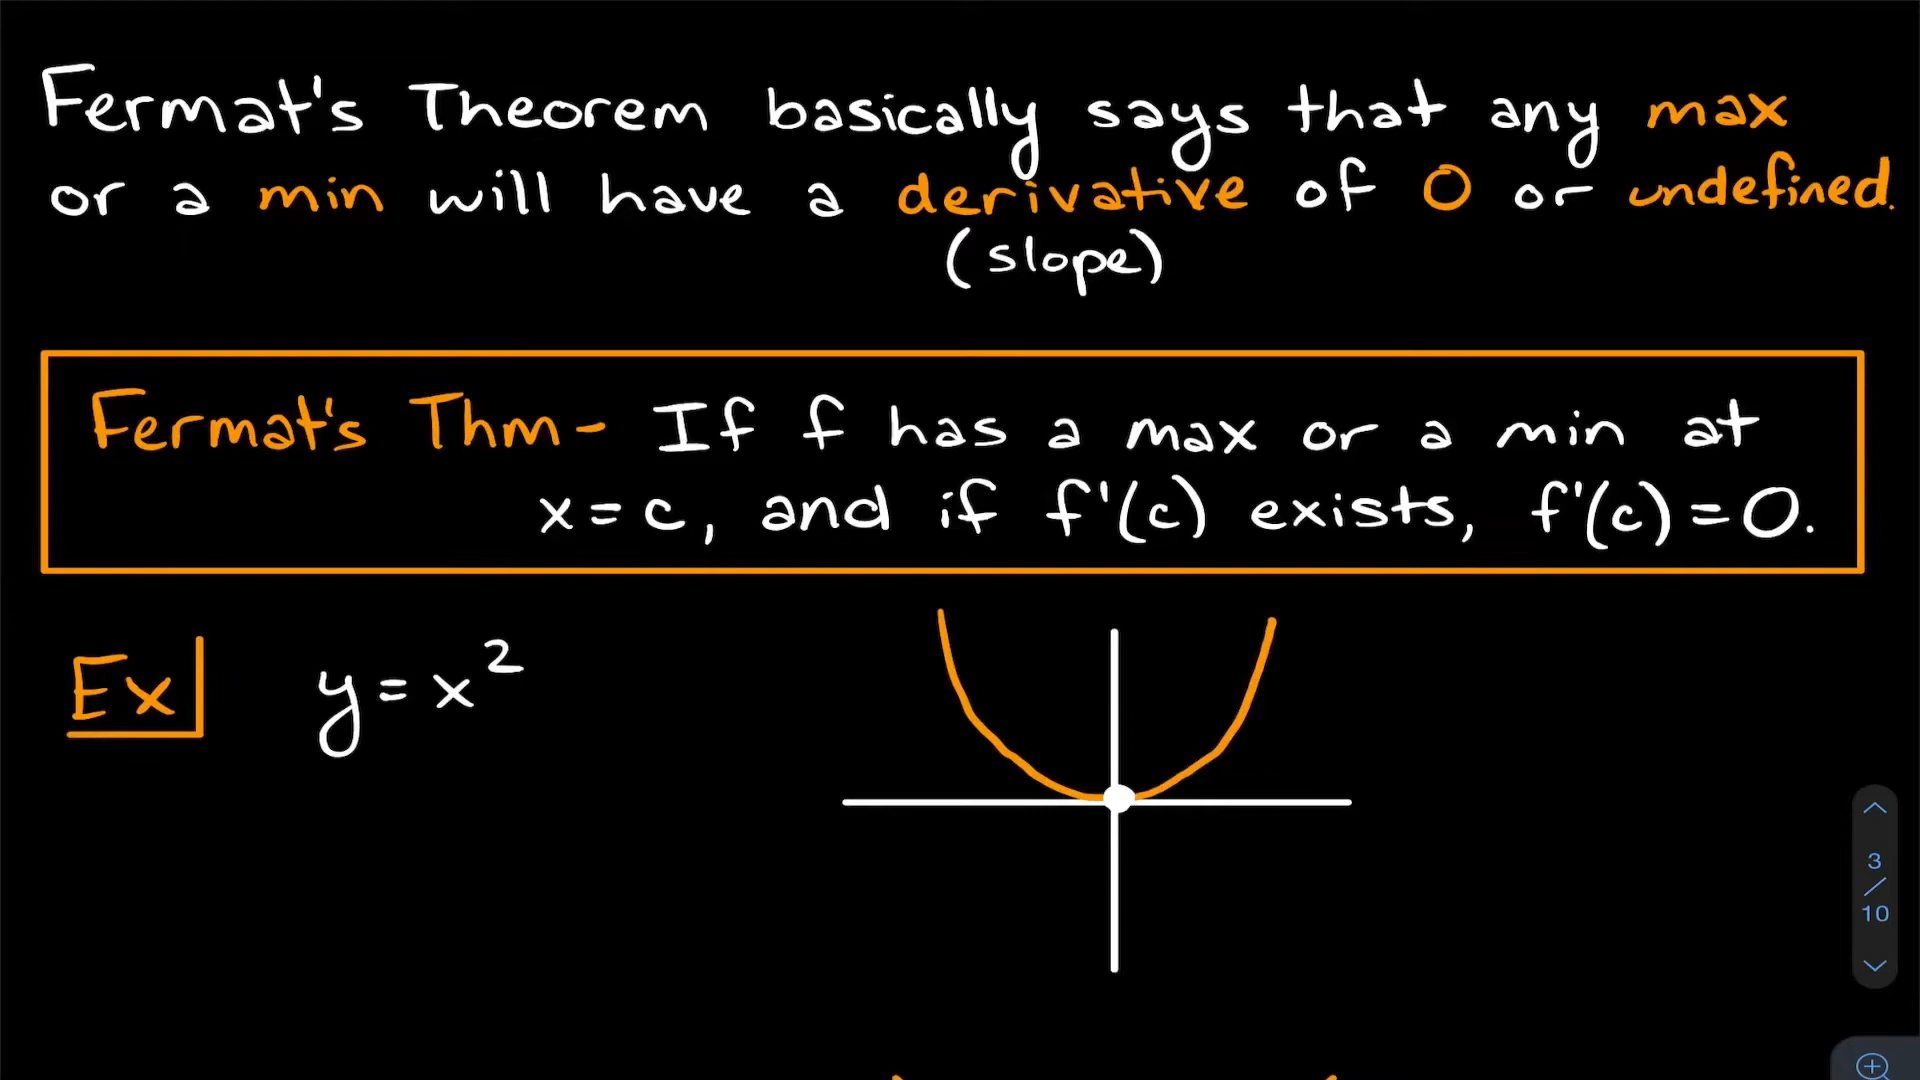 Fermat's Theorem basically says that any max
or a min will have a derivative of 0 or undefined.
(slope)
Fermat's Thm - If f has a max or a min at
x = c, and if f'(c) exists, f'(c) = 0.
Ex y = x²
3
/
10